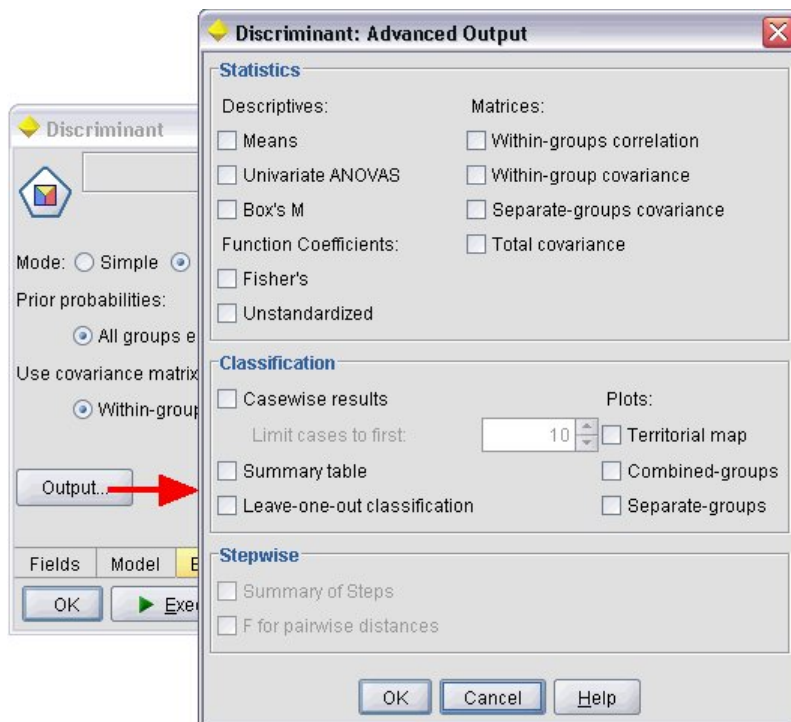 Discriminant: Advanced Output
Statistics
Descriptives:
Means
Univariate ANOVAS
Box's M
Function Coefficients:
Fisher's
Unstandardized
Matrices:
Within-groups correlation
Within-group covariance
Separate-groups covariance
Total covariance
Classification
Casewise results
Limit cases to first: 10
Summary table
Leave-one-out classification
Plots:
Territorial map
Combined-groups
Separate-groups
Stepwise
Summary of Steps
F for pairwise distances
OK Cancel Help
Discriminant
Mode: Simple
Prior probabilities:
All groups e
Use covariance matrix
Within-group
Output...
Fields Model E
OK Exe